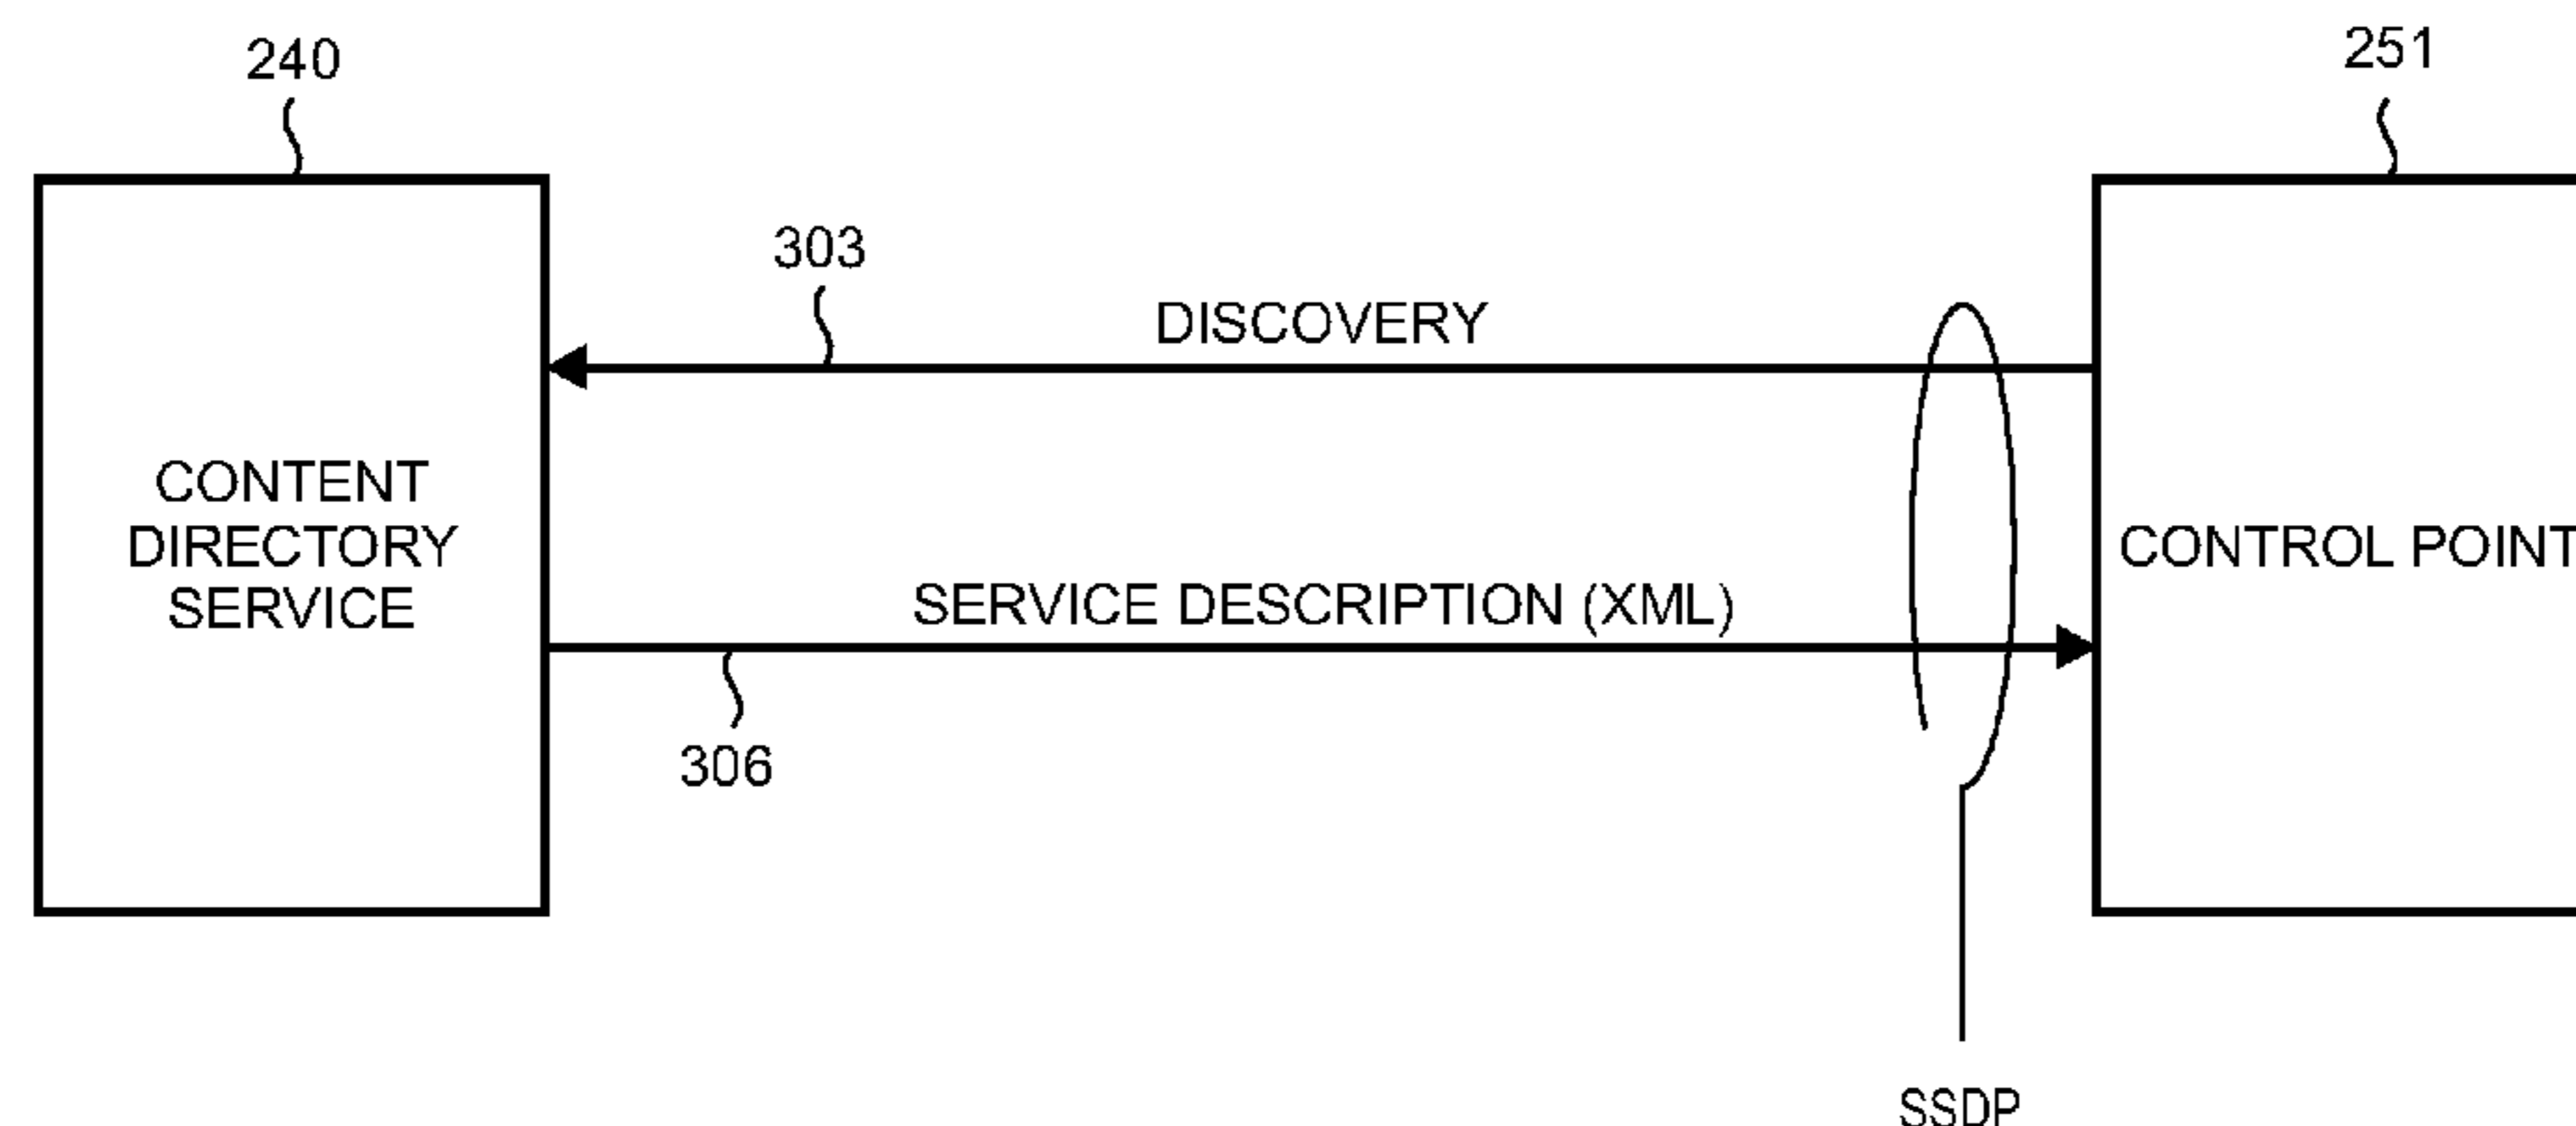 240
251
303
DISCOVERY
CONTENT
DIRECTORY
SERVICE
CONTROL POINT
SERVICE DESCRIPTION (XML)
306
SSDP